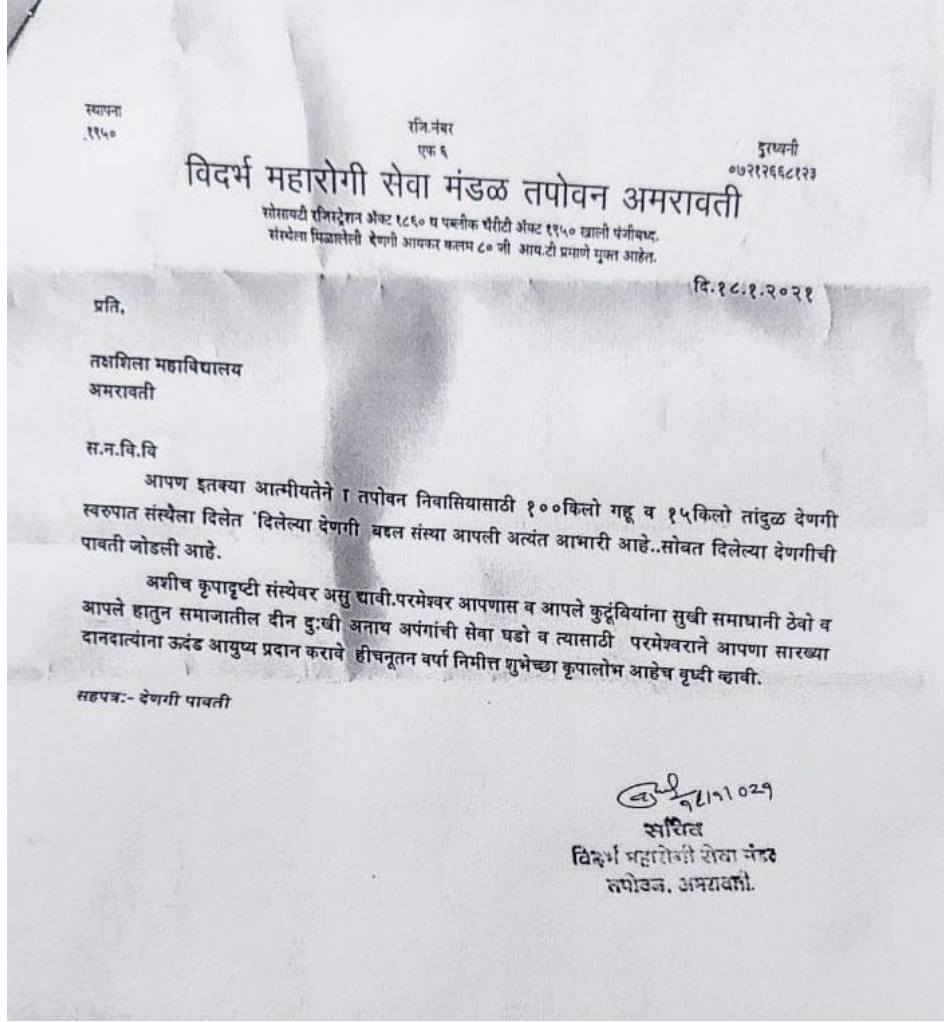 स्थापना
१९५०
रजि.नंबर
एफ ६
दुरध्वनी
०७२१२६६८१२३
विदर्भ महारोगी सेवा मंडळ तपोवन अमरावती
सोसायटी रजिस्ट्रेशन ॲक्ट १८६० व पब्लीक चॅरीटी ॲक्ट १९५० खाली पंजीबध्द.
संस्थेला मिळालेली देणगी आयकर कलम ८० जी आय.टी प्रमाणे मुक्त आहेत.
दि.१८.१.२०२१
प्रति,
तक्षशिला महाविद्यालय
अमरावती
स.न.वि.वि
आपण इतक्या आत्मीयतेने ा तपोवन निवासियासाठी १००किलो गहू व १५किलो तांदुळ देणगी
स्वरुपात संस्थेला दिलेत दिलेल्या देणगी बद्दल संस्था आपली अत्यंत आभारी आहे..सोबत दिलेल्या देणगीची
पावती जोडली आहे.
अशीच कृपादृष्टी संस्थेवर असु द्यावी.परमेश्वर आपणास व आपले कुटूंबियांना सुखी समाधानी ठेवो व
आपले हातुन समाजातील दीन दुःखी अनाथ अपंगांची सेवा घडो व त्यासाठी परमेश्वराने आपणा सारख्या
दानदात्यांना ऊदंड आयुष्य प्रदान करावे हीचनूतन वर्षा निमीत्त शुभेच्छा कृपालोभ आहेच वृध्दी व्हावी.
सहपत्र:- देणगी पावती
सचिव
विदर्भ महारोगी सेवा मंडळ
तपोवन, अमरावती.